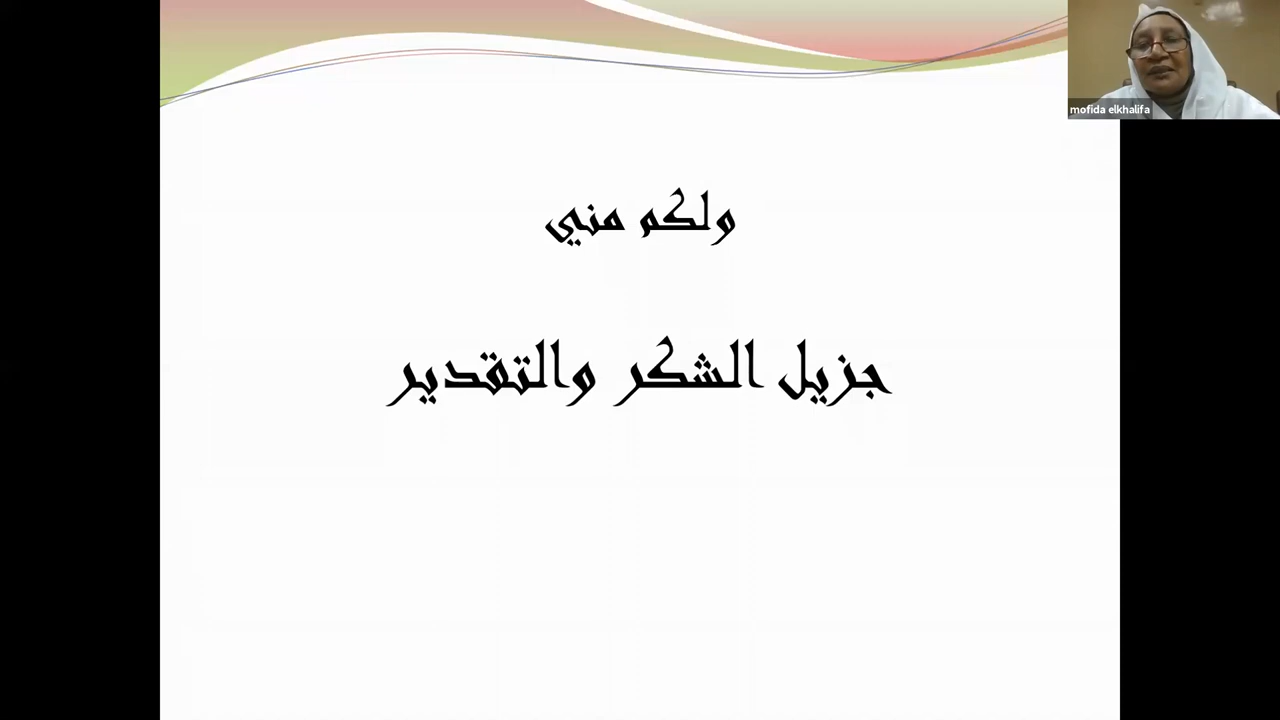 mofida elkhalifa
ولكم مني
جزيل الشكر والتقدير